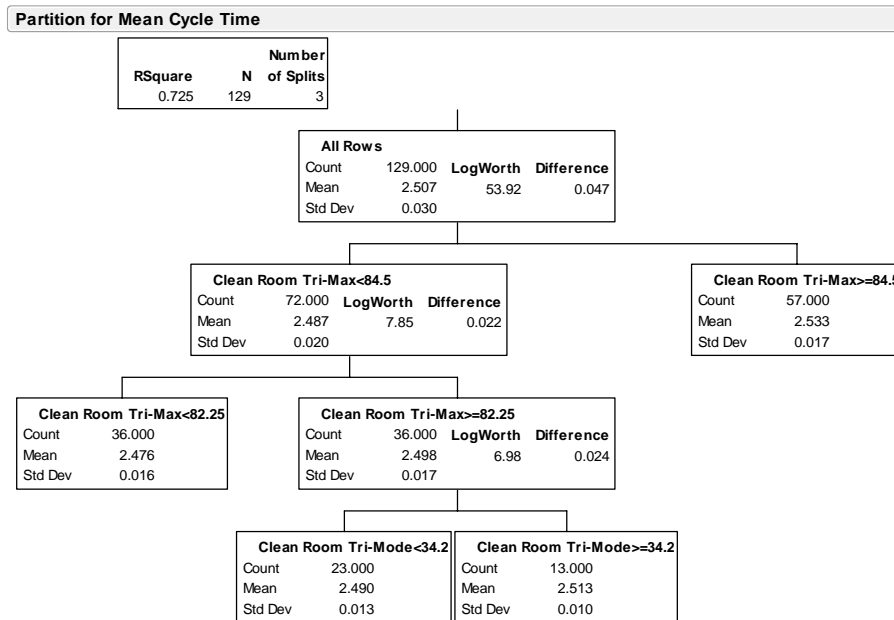 Partition for Mean Cycle Time
Number
RSquare N of Splits
0.725 129 3
All Rows
Count 129.000 LogWorth Difference
Mean 2.507 53.92 0.047
Std Dev 0.030
Clean Room Tri-Max<84.5
Count 72.000 LogWorth Difference
Mean 2.487 7.85 0.022
Std Dev 0.020
Clean Room Tri-Max>=84.5
Count 57.000
Mean 2.533
Std Dev 0.017
Clean Room Tri-Max<82.25
Count 36.000
Mean 2.476
Std Dev 0.016
Clean Room Tri-Max>=82.25
Count 36.000 LogWorth Difference
Mean 2.498 6.98 0.024
Std Dev 0.017
Clean Room Tri-Mode<34.2
Count 23.000
Mean 2.490
Std Dev 0.013
Clean Room Tri-Mode>=34.2
Count 13.000
Mean 2.513
Std Dev 0.010